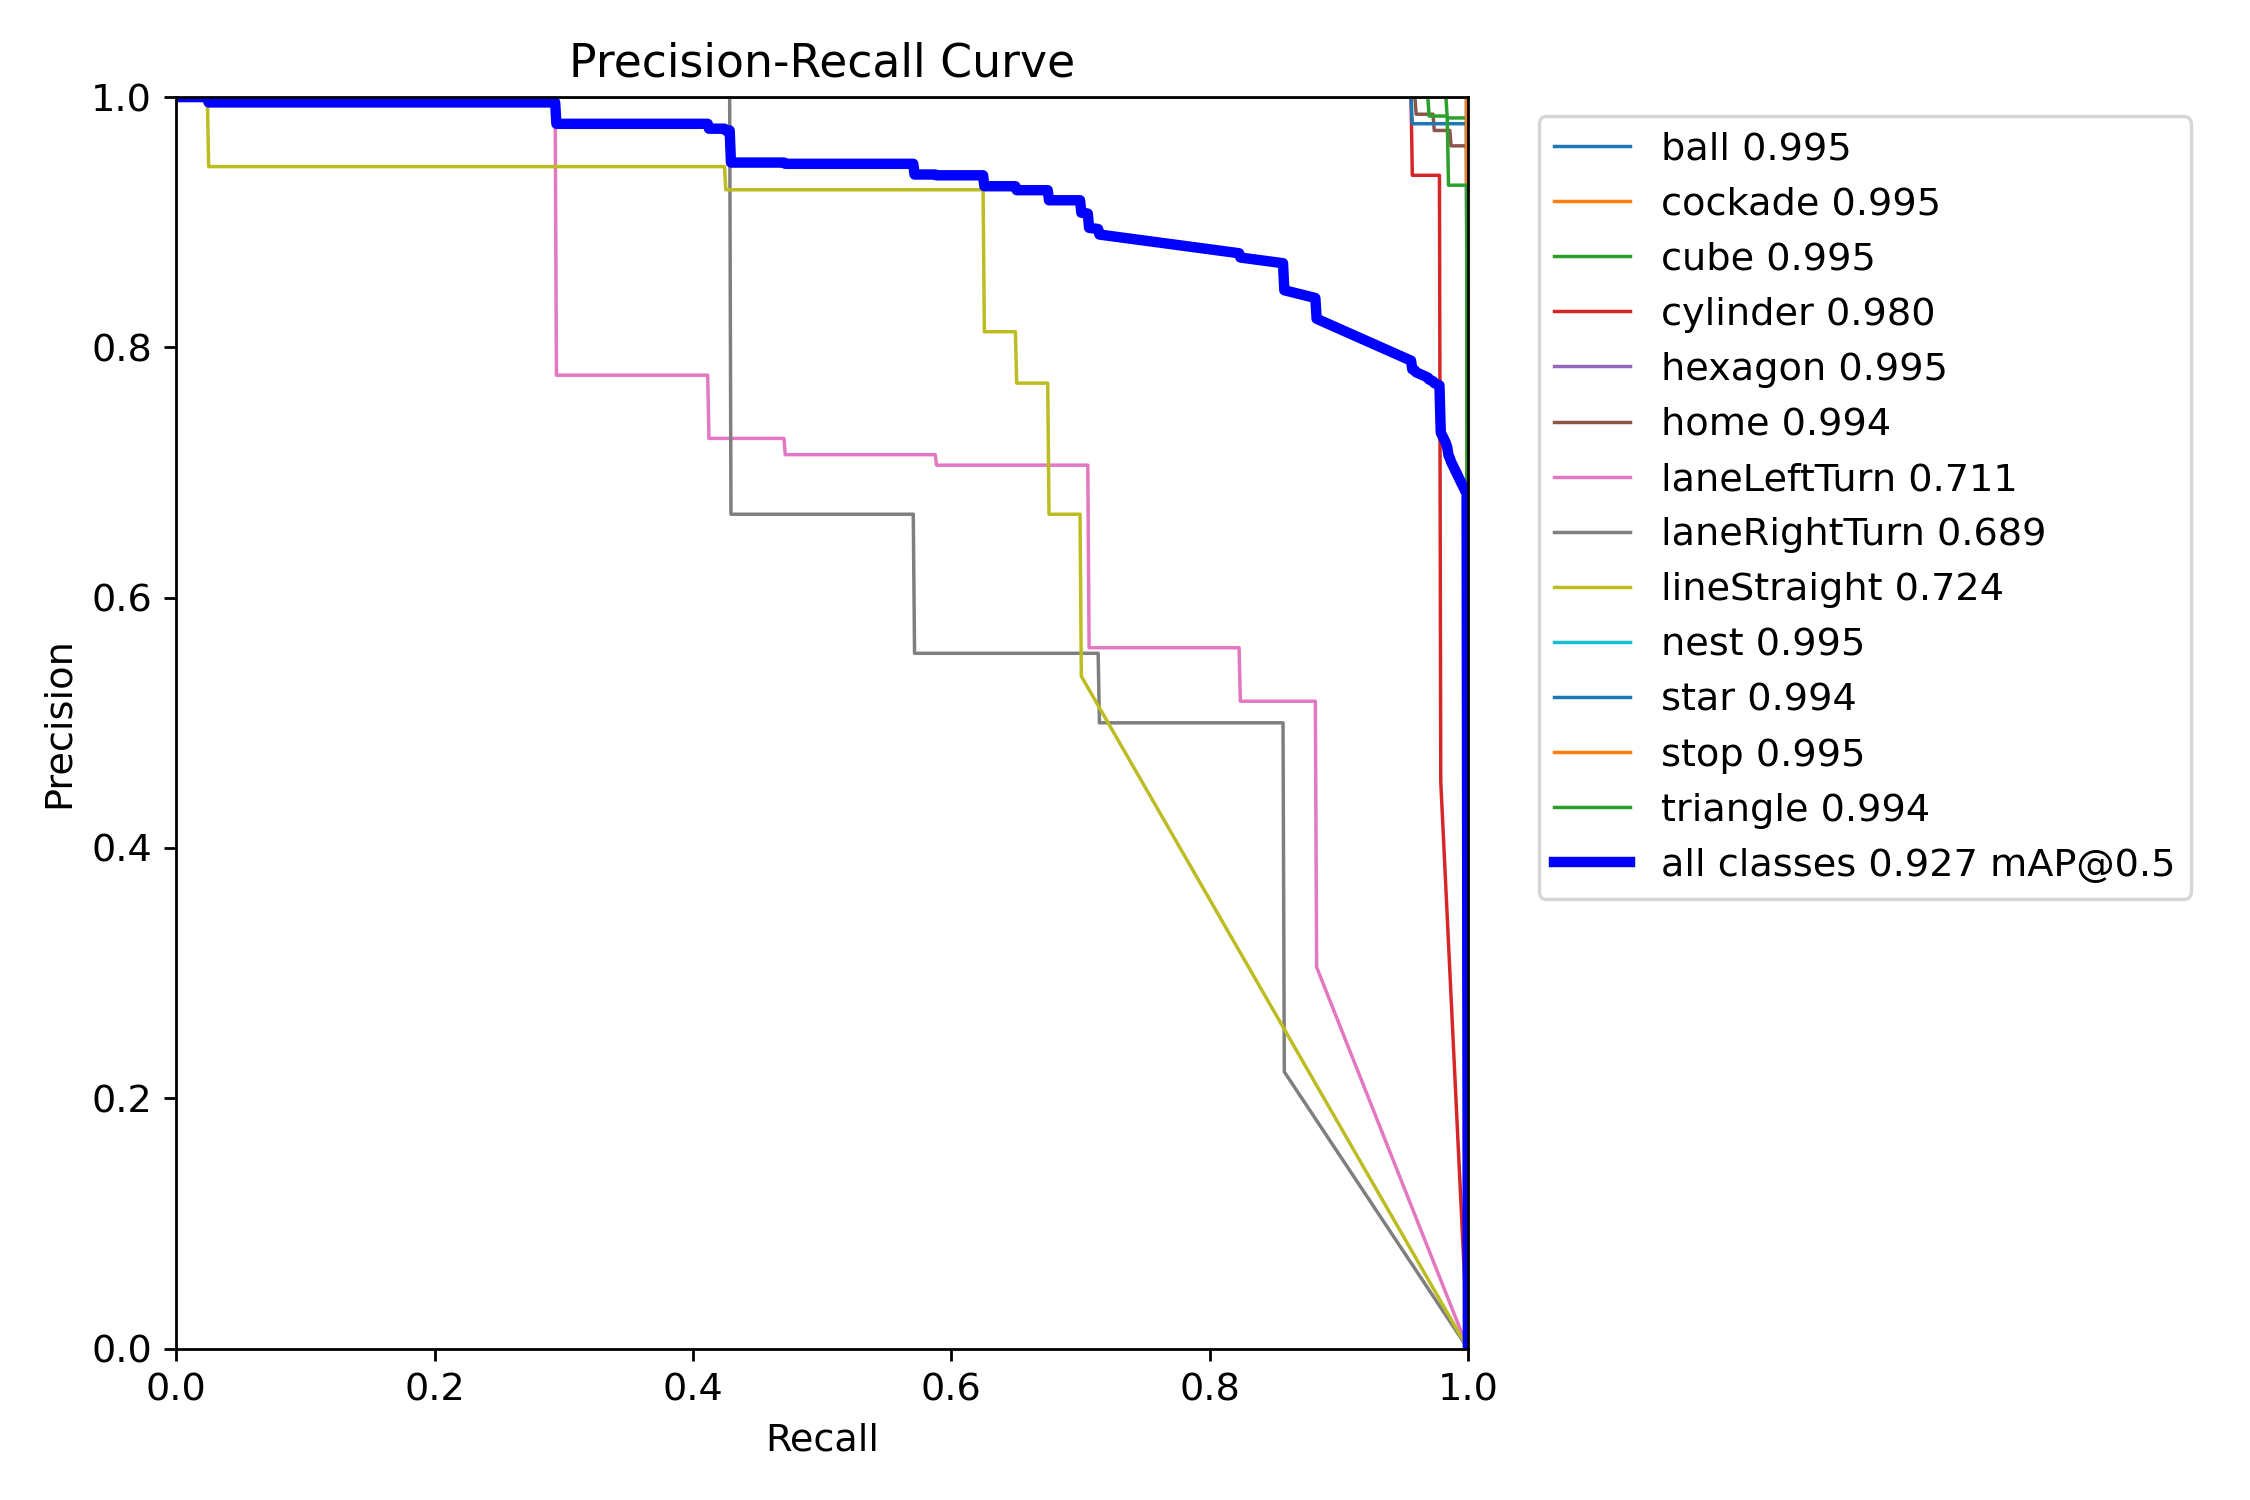 Precision-Recall Curve
1.0
0.8
0.6
0.4
0.2
0.0
Precision
0.0 0.2 0.4 0.6 0.8 1.0
Recall
ball 0.995
cockade 0.995
cube 0.995
cylinder 0.980
hexagon 0.995
home 0.994
laneLeftTurn 0.711
laneRightTurn 0.689
lineStraight 0.724
nest 0.995
star 0.994
stop 0.995
triangle 0.994
all classes 0.927 mAP@0.5